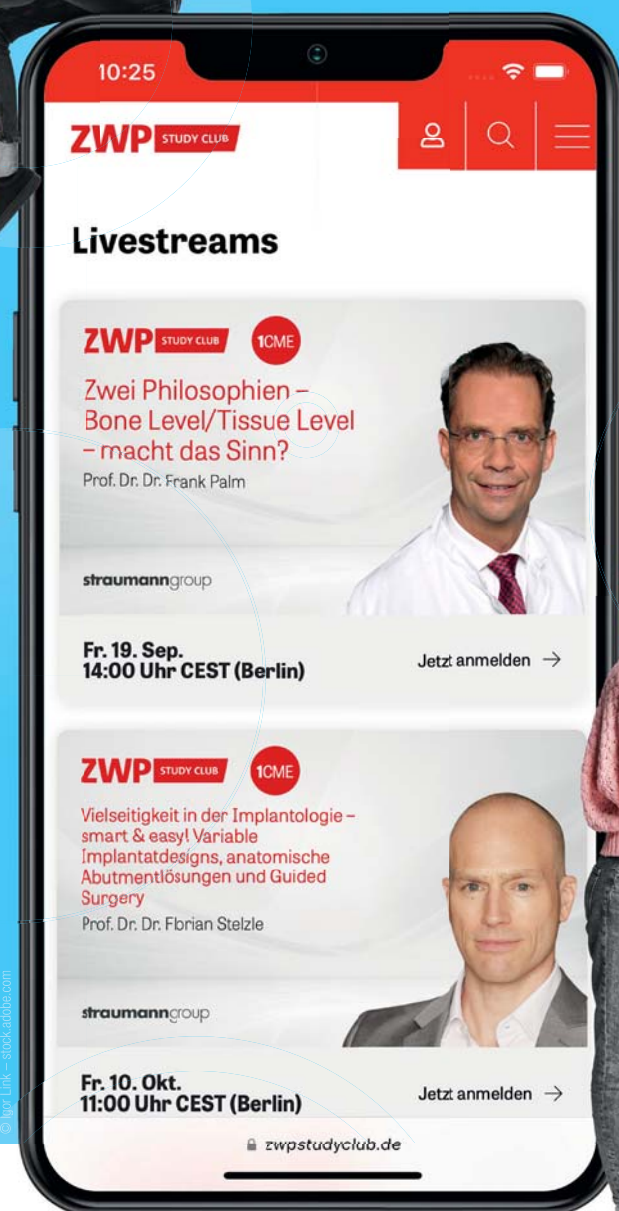 10:25
ZWP STUDY CLUB
Livestreams
ZWP STUDY CLUB 1CME
Zwei Philosophien –
Bone Level/Tissue Level
– macht das Sinn?
Prof. Dr. Dr. Frank Palm
straumanngroup
Fr. 19. Sep.
14:00 Uhr CEST (Berlin)
Jetzt anmelden →
ZWP STUDY CLUB 1CME
Vielseitigkeit in der Implantologie –
smart & easy! Variable
Implantatdesigns, anatomische
Abutmentlösungen und Guided
Surgery
Prof. Dr. Dr. Florian Stelzle
straumanngroup
Fr. 10. Okt.
11:00 Uhr CEST (Berlin)
Jetzt anmelden →
zwpstudyclub.de
© Igor Link – stock.adobe.com